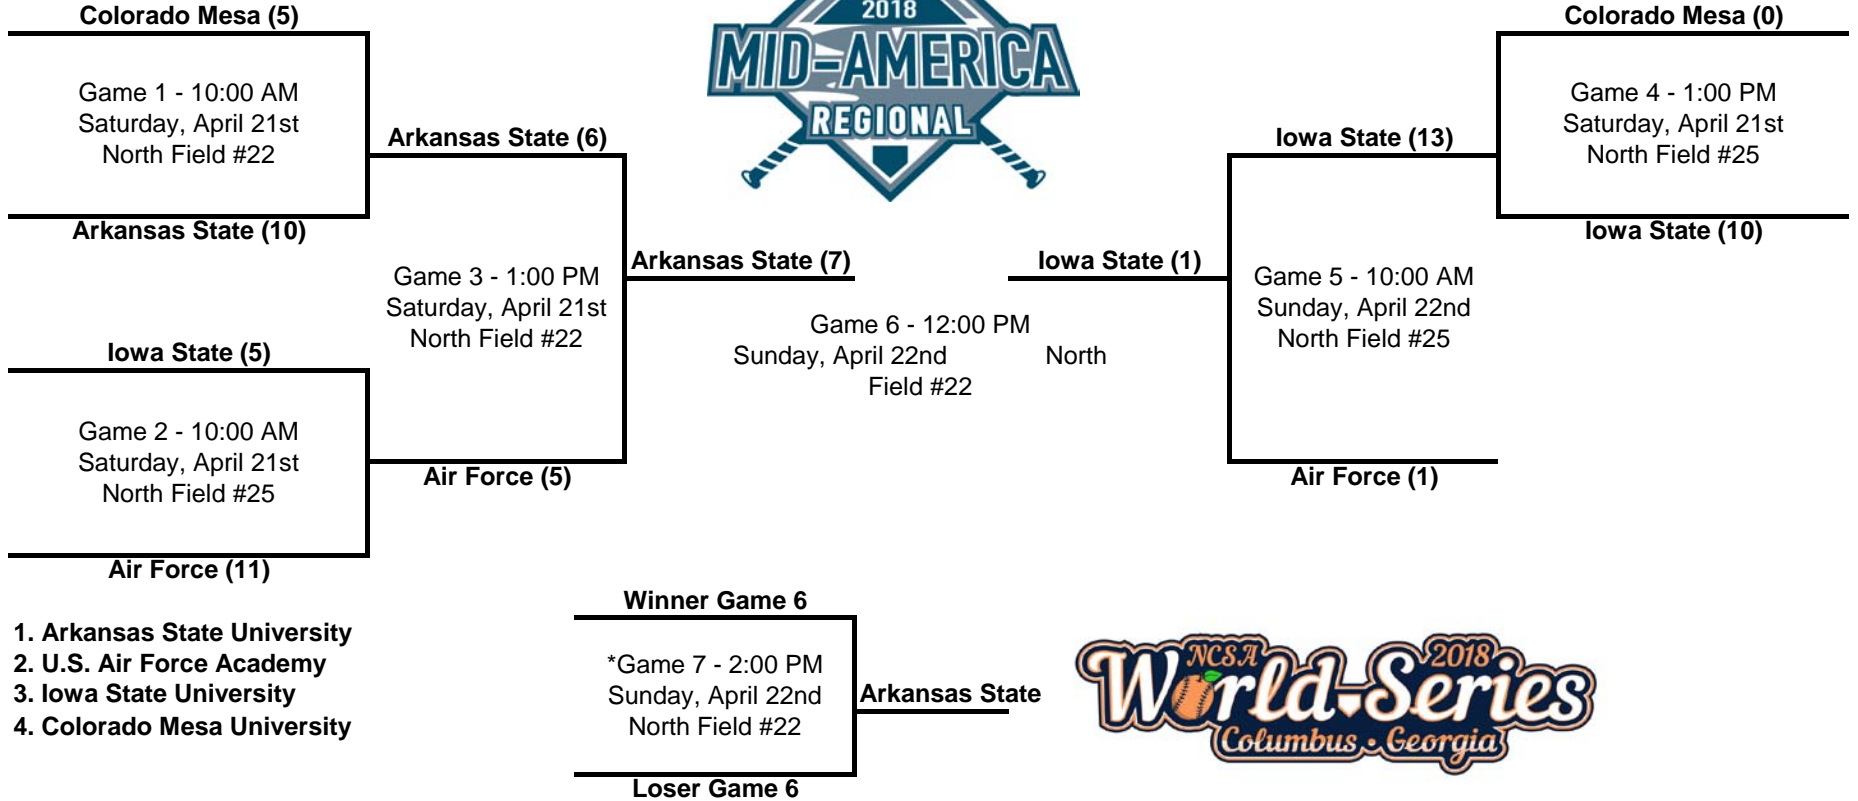 Colorado Mesa (5)
Game 1 - 10:00 AM
Saturday, April 21st
North Field #22
Arkansas State (10)
Arkansas State (6)
Game 3 - 1:00 PM
Saturday, April 21st
North Field #22
Iowa State (5)
Game 2 - 10:00 AM
Saturday, April 21st
North Field #25
Air Force (11)
Air Force (5)
2018
MID-AMERICA
REGIONAL
Arkansas State (7)
Iowa State (1)
Game 6 - 12:00 PM
Sunday, April 22nd North
Field #22
Colorado Mesa (0)
Game 4 - 1:00 PM
Saturday, April 21st
North Field #25
Iowa State (10)
Iowa State (13)
Game 5 - 10:00 AM
Sunday, April 22nd
North Field #25
Air Force (1)
1. Arkansas State University
2. U.S. Air Force Academy
3. Iowa State University
4. Colorado Mesa University
Winner Game 6
*Game 7 - 2:00 PM
Sunday, April 22nd
North Field #22
Loser Game 6
Arkansas State
NCSA 2018
World Series
Columbus • Georgia